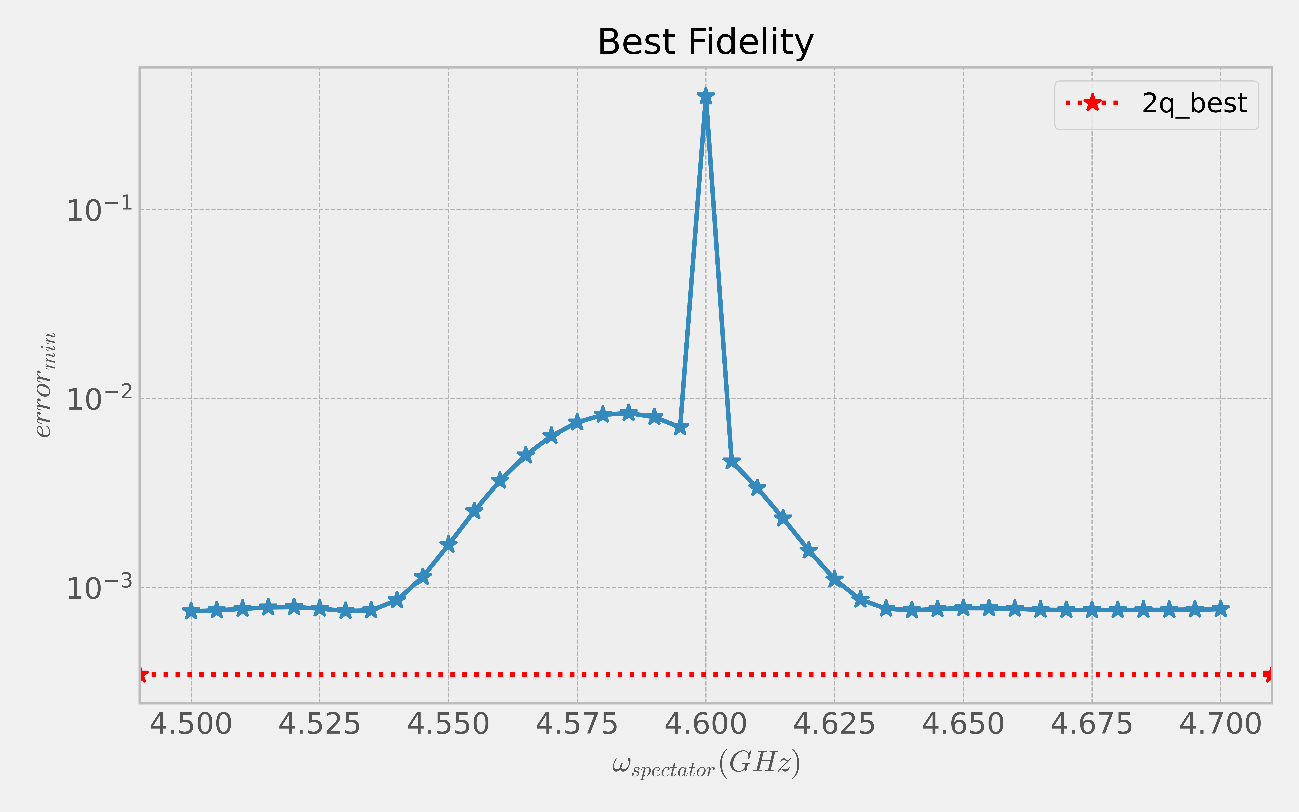 Best Fidelity
2q_best
10⁻¹
10⁻²
10⁻³
error_min
4.500 4.525 4.550 4.575 4.600 4.625 4.650 4.675 4.700
ω_spectator(GHz)